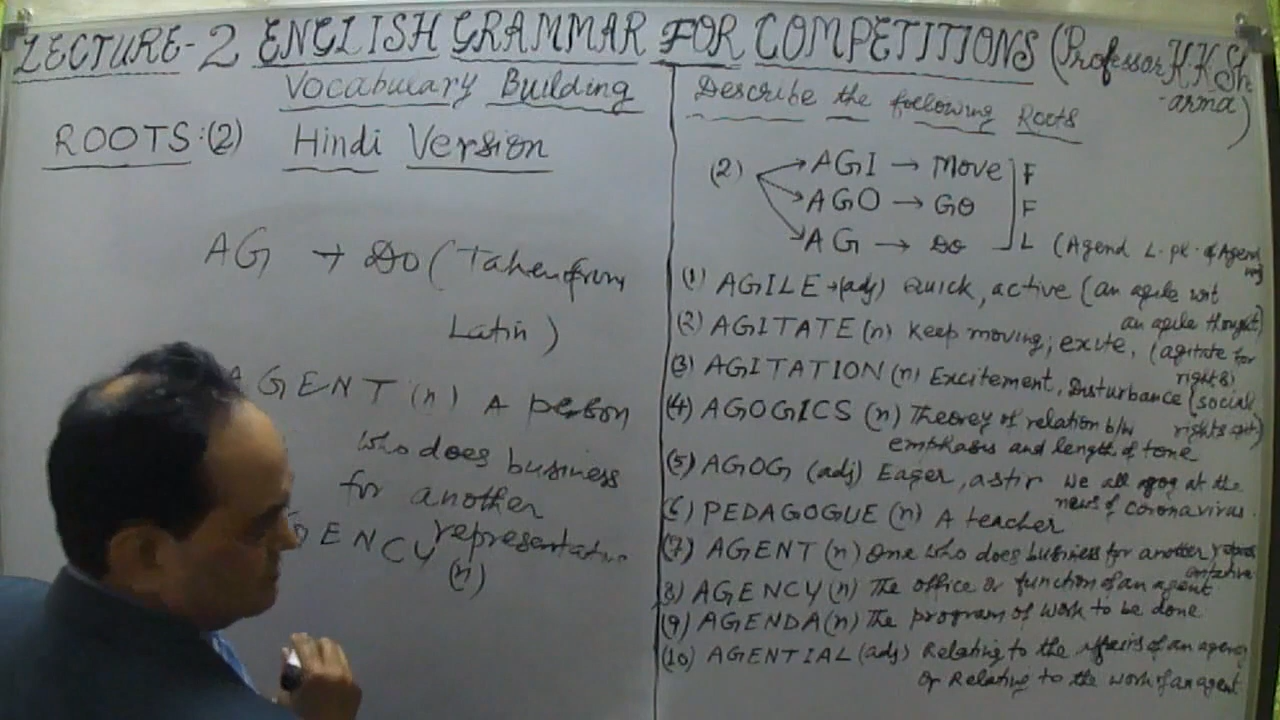 LECTURE-2 ENGLISH GRAMMAR FOR COMPETITIONS (Professor K K Sharma)
Vocabulary Building
ROOTS:(2) Hindi Version
AG → Do (Taken from
Latin)
AGENT (n) A person
who does business
for another
representative
GENCY (n)
Describe the following Roots
(2) AGI → Move F
AGO → GO F
AG → DO L (Agend L.
(1) AGILE → (adj) Quick, active (an agile
an agile thought)
(2) AGITATE (n) Keep moving; excite, (agitate for
rights)
(3) AGITATION (n) Excitement, Disturbance (social
rights
(4) AGOGICS (n) Theorey of relation b/w
emphasis and length of tone
(5) AGOG (adj) Eager, astir We all agog at the
news of coronavirus.
(6) PEDAGOGUE (n) A teacher
(7) AGENT (n) One who does business for another
(8) AGENCY (n) The office or function of an agent
(9) AGENDA (n) The program of work to be done
(10) AGENTIAL (adj) Relating to the affairs of an agency
or Relating to the work of an agent